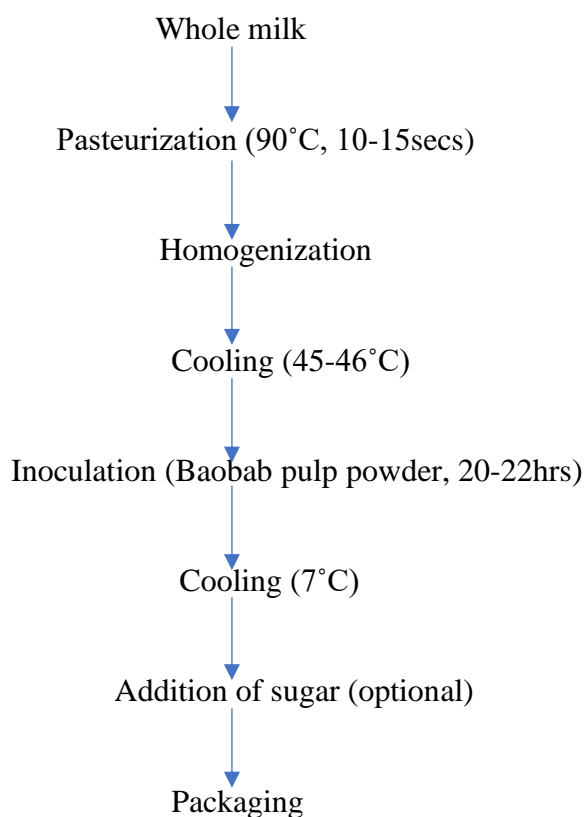 Whole milk
Pasteurization (90˚C, 10-15secs)
Homogenization
Cooling (45-46˚C)
Inoculation (Baobab pulp powder, 20-22hrs)
Cooling (7˚C)
Addition of sugar (optional)
Packaging